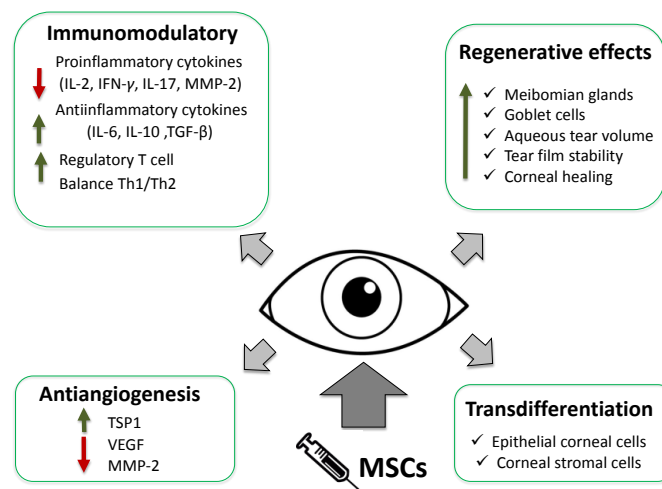 Immunomodulatory
Proinflammatory cytokines
(IL-2, IFN-γ, IL-17, MMP-2)
Antiinflammatory cytokines
(IL-6, IL-10 ,TGF-β)
Regulatory T cell
Balance Th1/Th2
Regenerative effects
✓ Meibomian glands
✓ Goblet cells
✓ Aqueous tear volume
✓ Tear film stability
✓ Corneal healing
Antiangiogenesis
TSP1
VEGF
MMP-2
MSCs
Transdifferentiation
✓ Epithelial corneal cells
✓ Corneal stromal cells